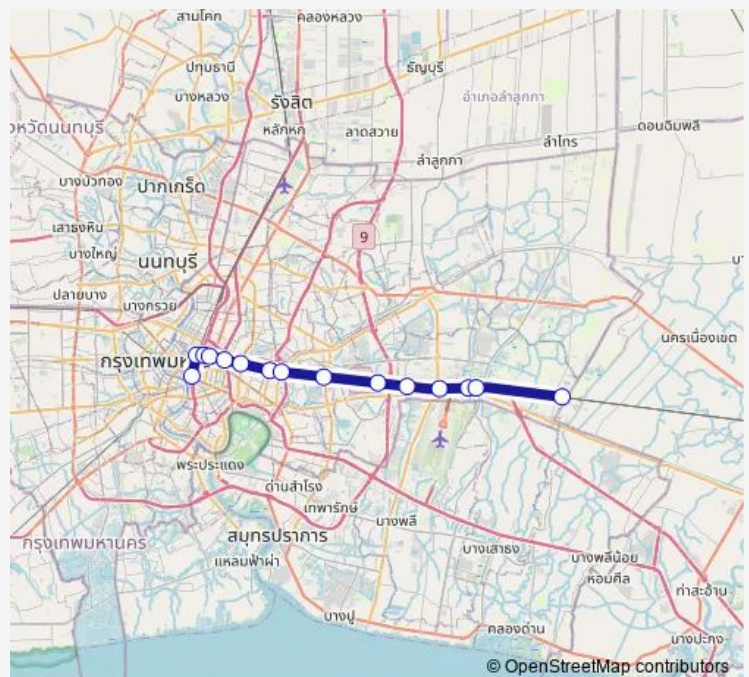 สามโคก
คลองหลวง
ปทุมธานี
ธัญบุรี
บางหลวง
รังสิต
อำเภอลำลูกกา
หลักหก
ลาดสวาย
ลำไทร
ดอนฉิมพลี
งหวัดนนทบุรี
ลำลูกกา
บางบัวทอง
ปากเกร็ด
เสาธงหิน
9
บางใหญ่
นนทบุรี
ปลายบาง
บางกรวย
นครเนื่องเขต
กรุงเทพมห
พระประแดง
ด่านสำโรง
เทพารักษ์
บางพลี
สมุทรปราการ
กรุงเทพมหานคร
แหลมฟ้าผ่า
บางเสาธง
บางพลีน้อย
หอมศีล
ท่าสะอ้าน
บางปู
คลองด่าน
บางปะกง
© OpenStreetMap contributors